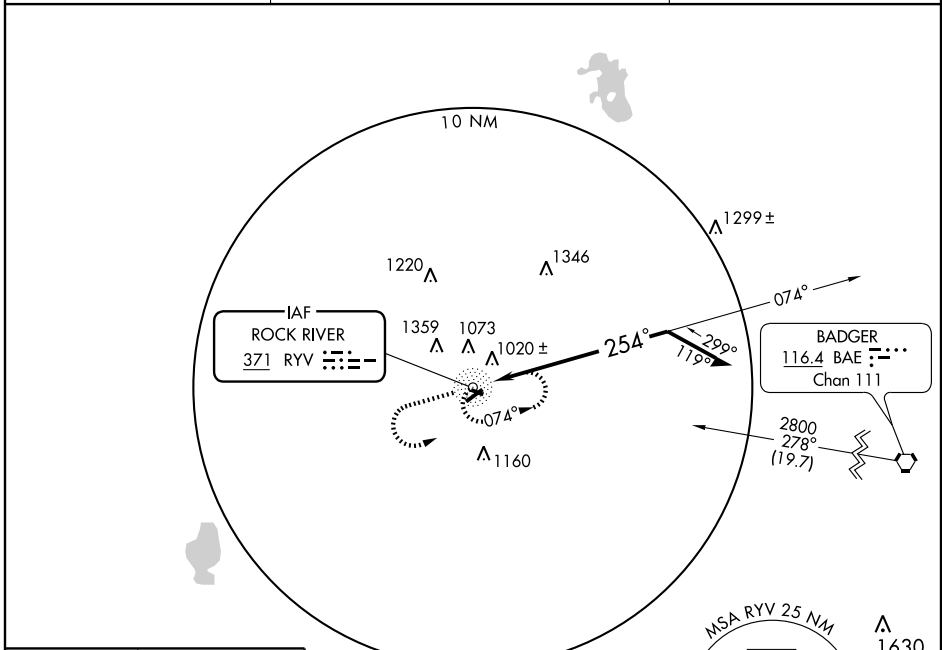 10 NM
1299 ±
1220
1346
074°
IAF
ROCK RIVER
371 RYV
1359
1073
1020 ±
254°
299°
119°
BADGER
116.4 BAE
Chan 111
074°
2800
278°
(19.7)
1160
MSA RYV 25 NM
1630